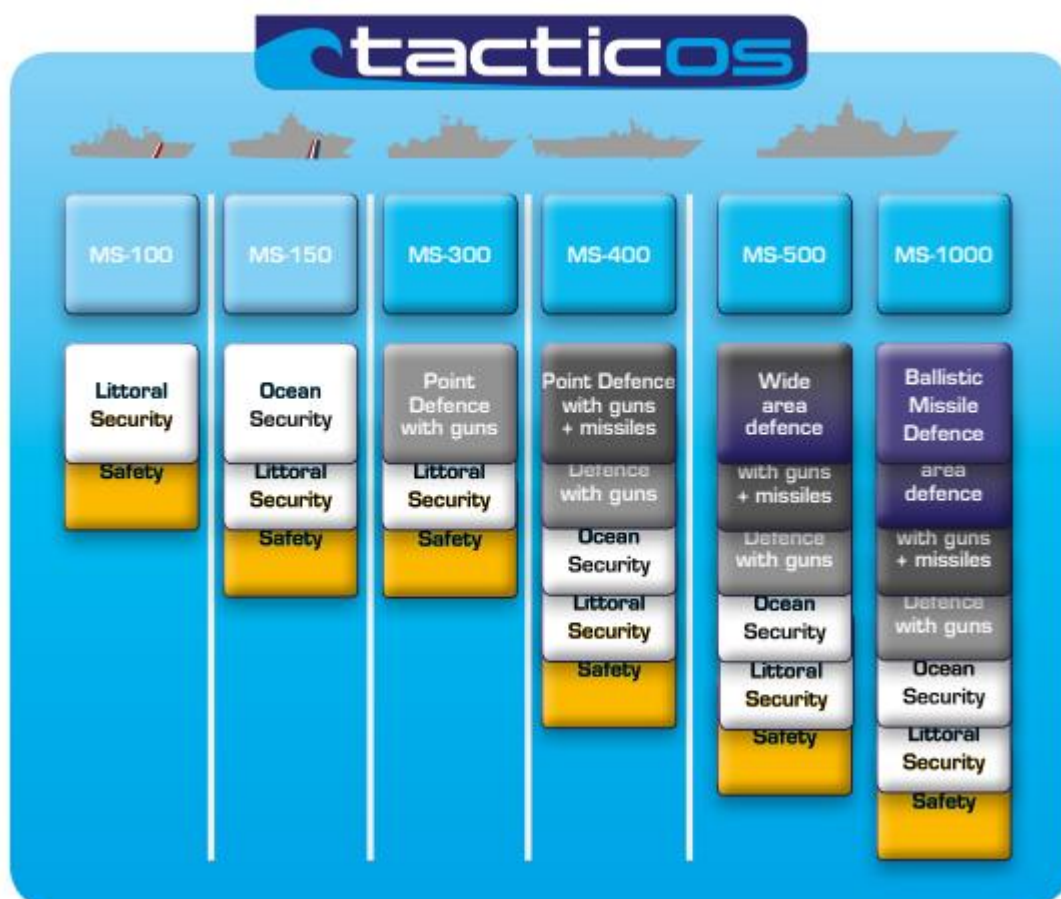 tacticos
MS-100
MS-150
MS-300
MS-400
MS-500
MS-1000
Littoral
Security
Safety
Ocean
Security
Littoral
Security
Safety
Point
Defence
with guns
Littoral
Security
Safety
Point Defence
with guns
+ missiles
Defence
with guns
Ocean
Security
Littoral
Security
Safety
Wide
area
defence
with guns
+ missiles
Defence
with guns
Ocean
Security
Littoral
Security
Safety
Ballistic
Missile
Defence
area
defence
with guns
+ missiles
Defence
with guns
Ocean
Security
Littoral
Security
Safety